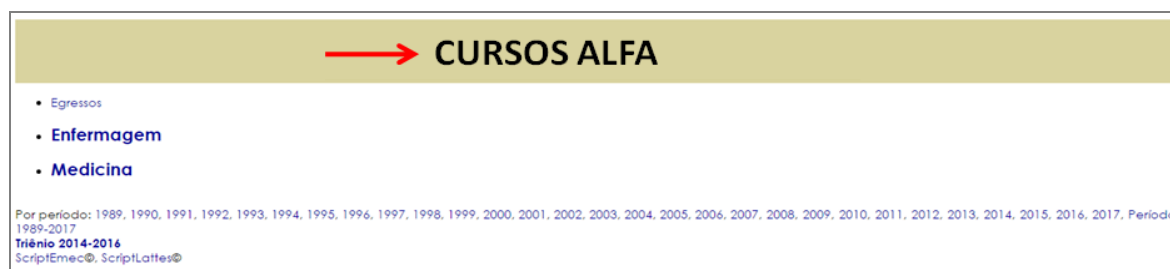 CURSOS ALFA
Egressos
Enfermagem
Medicina
Por período: 1989, 1990, 1991, 1992, 1993, 1994, 1995, 1996, 1997, 1998, 1999, 2000, 2001, 2002, 2003, 2004, 2005, 2006, 2007, 2008, 2009, 2010, 2011, 2012, 2013, 2014, 2015, 2016, 2017, Período
1989-2017
Triênio 2014-2016
ScriptEmec©, ScriptLattes©